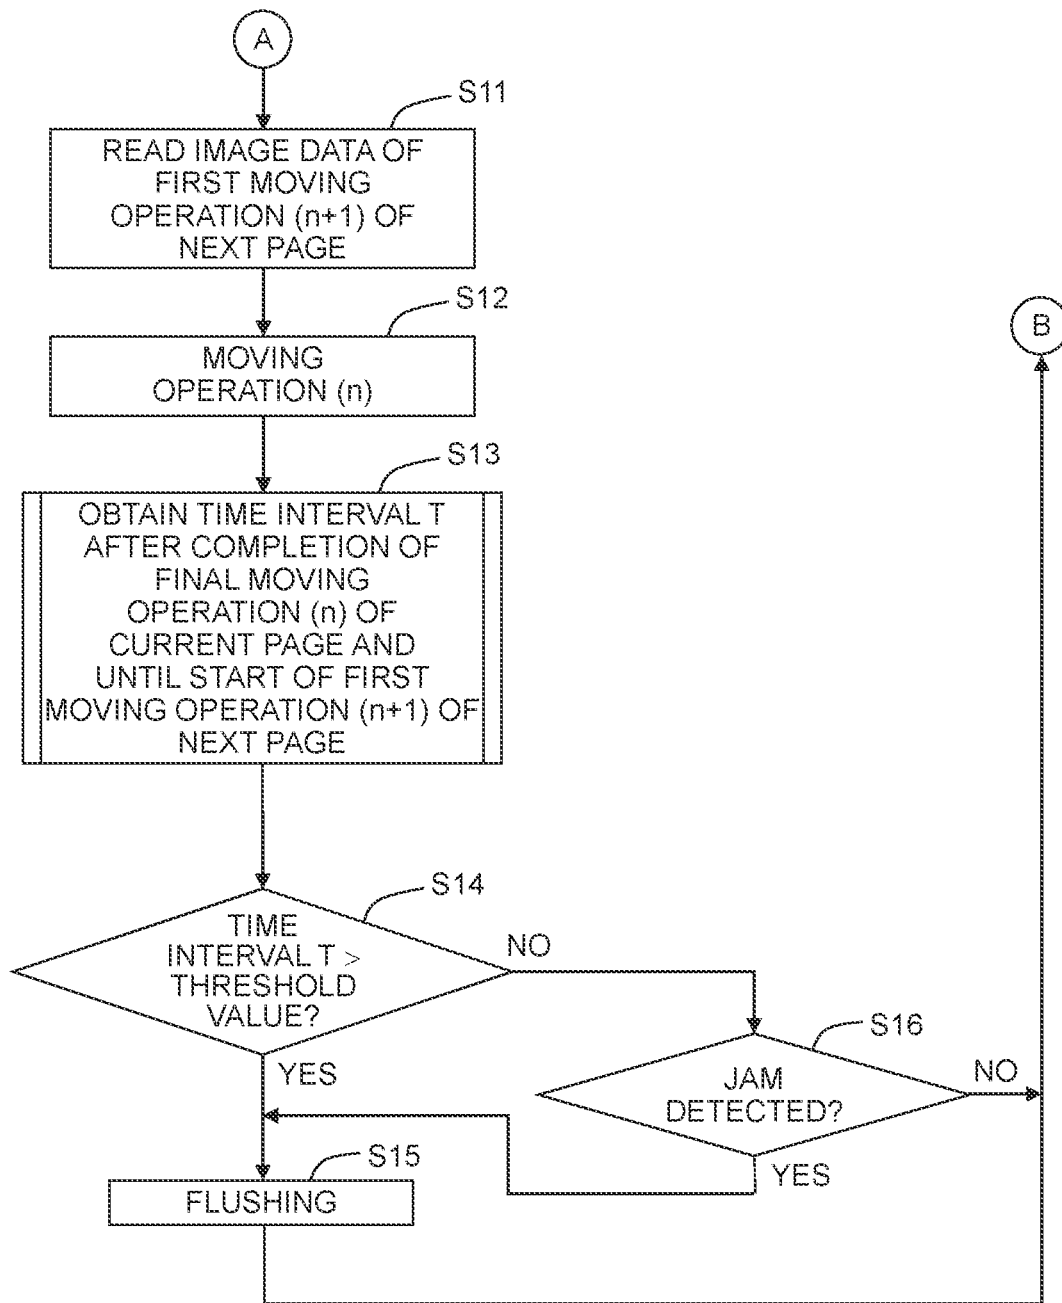 A
S11
READ IMAGE DATA OF
FIRST MOVING
OPERATION (n+1) OF
NEXT PAGE
S12
B
MOVING
OPERATION (n)
S13
OBTAIN TIME INTERVAL T
AFTER COMPLETION OF
FINAL MOVING
OPERATION (n) OF
CURRENT PAGE AND
UNTIL START OF FIRST
MOVING OPERATION (n+1) OF
NEXT PAGE
S14
TIME
INTERVAL T >
THRESHOLD
VALUE?
NO
YES
S16
JAM
DETECTED?
NO
YES
S15
FLUSHING